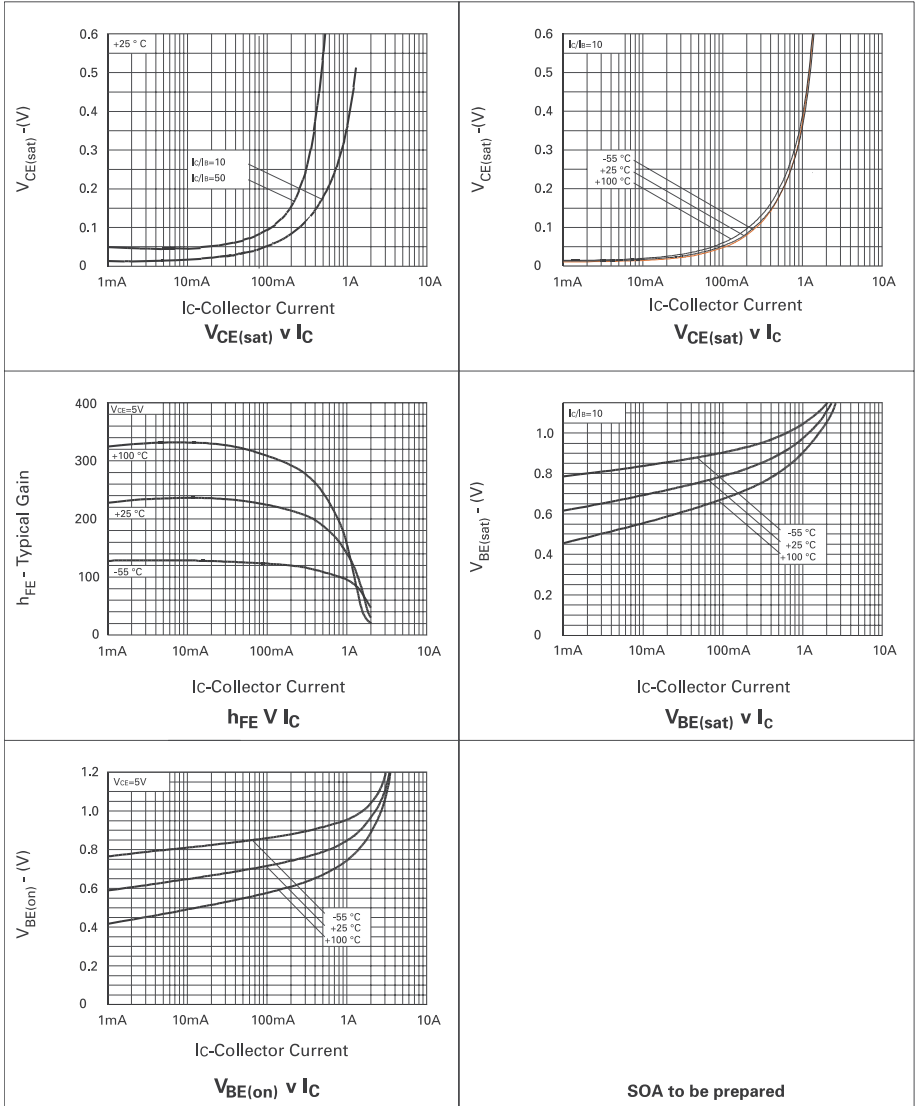 +25 ° C
VCE(sat) -(V)
0.6
0.5
0.4
0.3
0.2
0.1
0
IC/IB=10
IC/IB=50
1mA 10mA 100mA 1A 10A
IC-Collector Current
VCE(sat) v IC
IC/IB=10
VCE(sat) -(V)
0.6
0.5
0.4
0.3
0.2
0.1
0
-55 °C
+25 °C
+100 °C
1mA 10mA 100mA 1A 10A
IC-Collector Current
VCE(sat) v IC
VCE=5V
hFE - Typical Gain
400
300
200
100
0
+100 °C
+25 °C
-55 °C
1mA 10mA 100mA 1A 10A
IC-Collector Current
hFE V IC
IC/IB=10
VBE(sat) - (V)
1.0
0.8
0.6
0.4
0.2
0
-55 °C
+25 °C
+100 °C
1mA 10mA 100mA 1A 10A
IC-Collector Current
VBE(sat) v IC
VCE=5V
VBE(on) - (V)
1.2
1.0
0.8
0.6
0.4
0.2
0
-55 °C
+25 °C
+100 °C
1mA 10mA 100mA 1A 10A
IC-Collector Current
VBE(on) v IC
SOA to be prepared